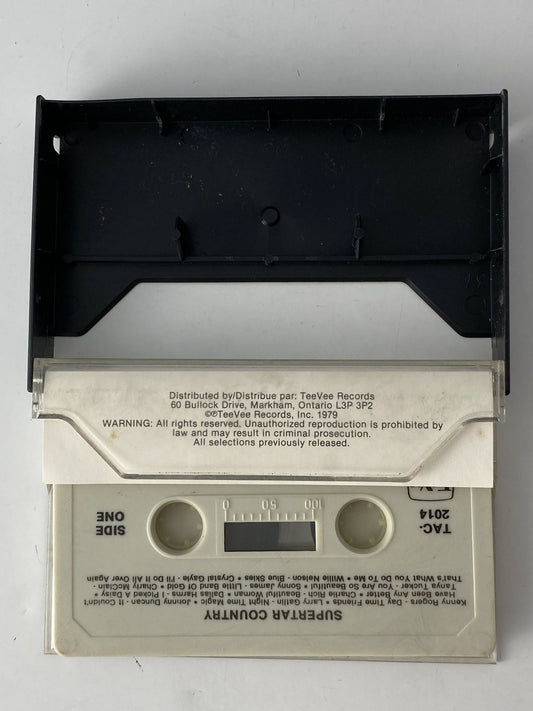 Distributed by/Distribue par: TeeVee Records
60 Bullock Drive, Markham, Ontario L3P 3P2
©℗TeeVee Records, Inc. 1979
WARNING: All rights reserved. Unauthorized reproduction is prohibited by
law and may result in criminal prosecution.
All selections previously released.
SUPERTAR COUNTRY
Kenny Rogers - Day Time Friends • Larry Gatlin - Night Time Magic • Johnny Duncan - It Couldn't
Have Been Any Better • Charlie Rich - Beautiful Woman • Dallas Harms - I Picked A Daisy •
Tanya Tucker - You Are So Beautiful • Sonny James - Little Band Of Gold • Charly McClain -
That's What You Do To Me • Willie Nelson - Blue Skies • Crystal Gayle - I'll Do It All Over Again
SIDE
ONE
100 50 0
TAC-
2014
TV